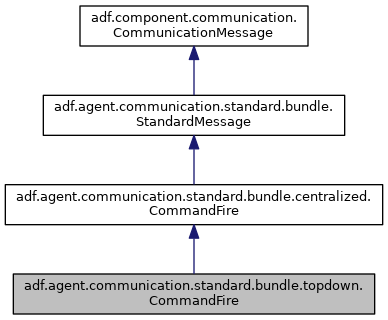 adf.component.communication.
CommunicationMessage
adf.agent.communication.standard.bundle.
StandardMessage
adf.agent.communication.standard.bundle.centralized.
CommandFire
adf.agent.communication.standard.bundle.topdown.
CommandFire